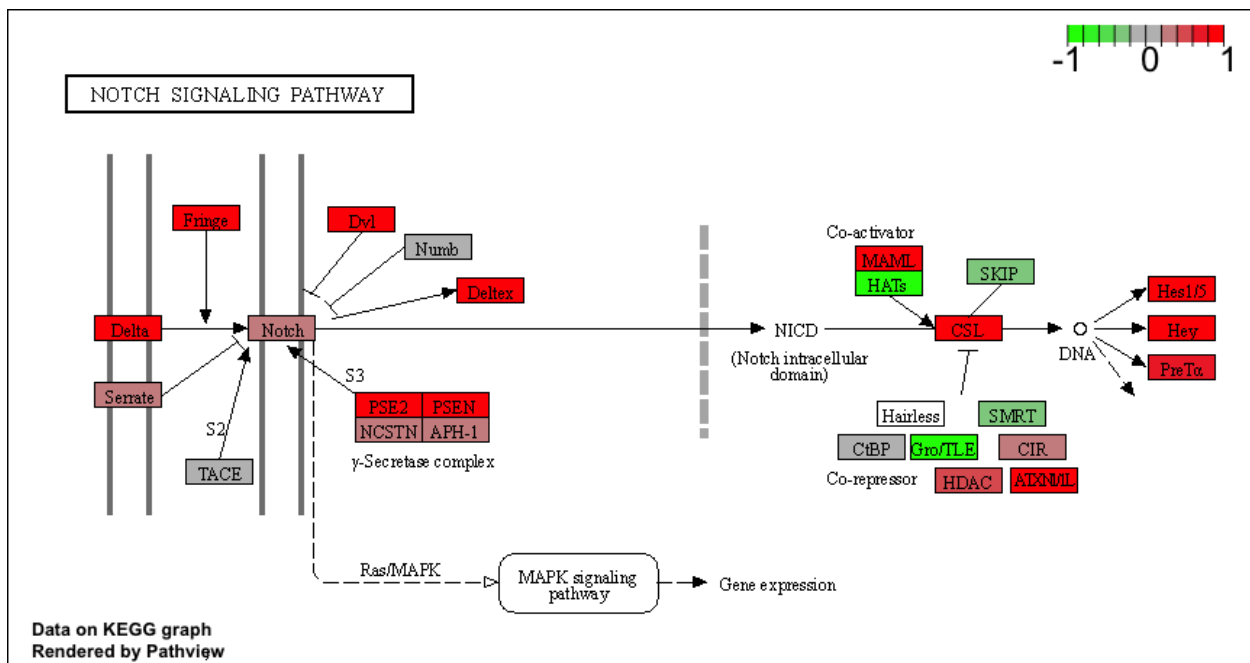 -1 0 1
NOTCH SIGNALING PATHWAY
Fringe
Dvl
Numb
Deltex
Delta
Notch
Serrate
S2
TACE
S3
PSE2 PSEN
NCSTN APH-1
γ-Secretase complex
Co-activator
MAML
HATs
SKIP
NICD
(Notch intracellular
domain)
CSL
DNA
Hes1/5
Hey
PreTα
Hairless
SMRT
CtBP
Gro/TLE
CIR
Co-repressor
HDAC
Ras/MAPK
MAPK signaling
pathway
Gene expression
Data on KEGG graph
Rendered by Pathview